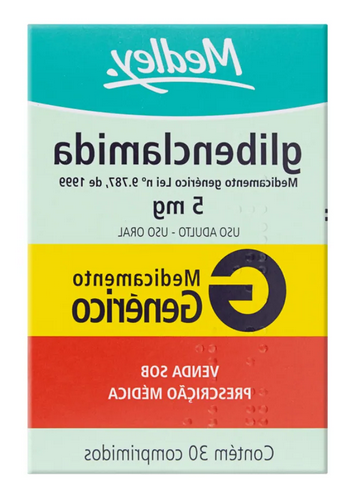 Medley.
glibenclamida
Medicamento genérico Lei nº 9.787, de 1999
5 mg
USO ADULTO - USO ORAL
G Medicamento
Genérico
VENDA SOB
PRESCRIÇÃO MÉDICA
Contém 30 comprimidos